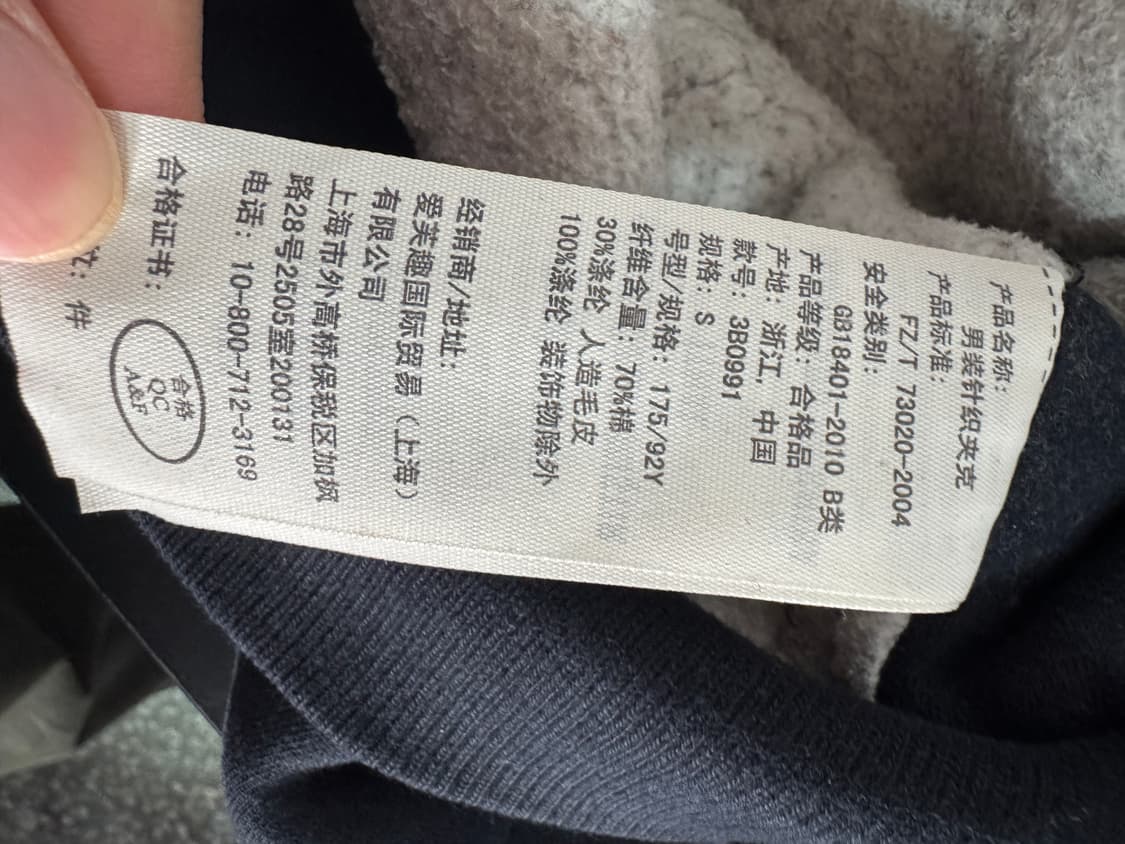 产品名称:
男装针织夹克
产品标准:
FZ/T 73020-2004
安全类别:
GB18401-2010 B类
产品等级: 合格品
产地: 浙江, 中国
款号: 3B0991
规格: S
号型/规格: 175/92Y
纤维含量: 70%棉
30%涤纶 人造毛皮
100%涤纶 装饰物除外
经销商/地址:
爱芙趣国际贸易（上海）
有限公司
上海市外高桥保税区加枫
路28号2505室200131
电话: 10-800-712-3169
合格证书:
合格
QC
A&F
: 件